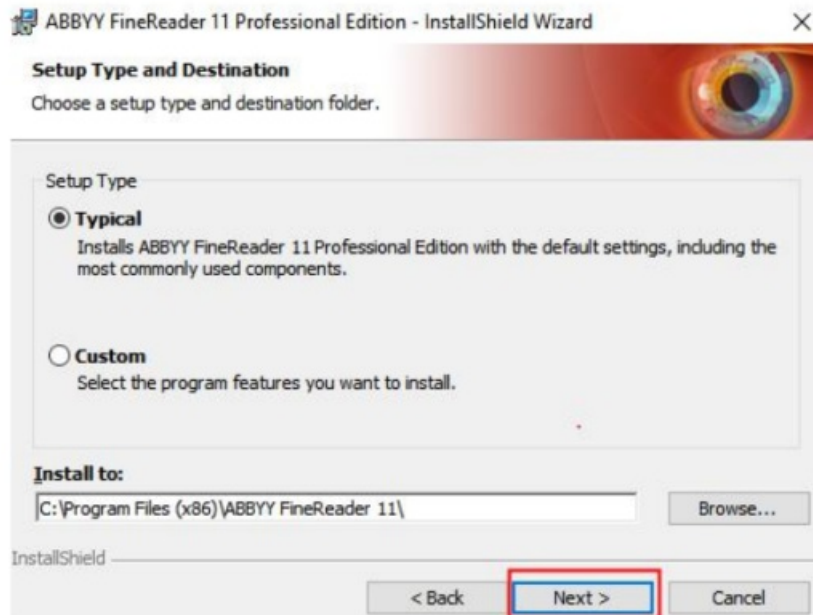 ABBYY FineReader 11 Professional Edition - InstallShield Wizard
Setup Type and Destination
Choose a setup type and destination folder.
Setup Type
Typical
Installs ABBYY FineReader 11 Professional Edition with the default settings, including the
most commonly used components.
Custom
Select the program features you want to install.
Install to:
C:\Program Files (x86)\ABBYY FineReader 11\
Browse...
InstallShield
< Back
Next >
Cancel